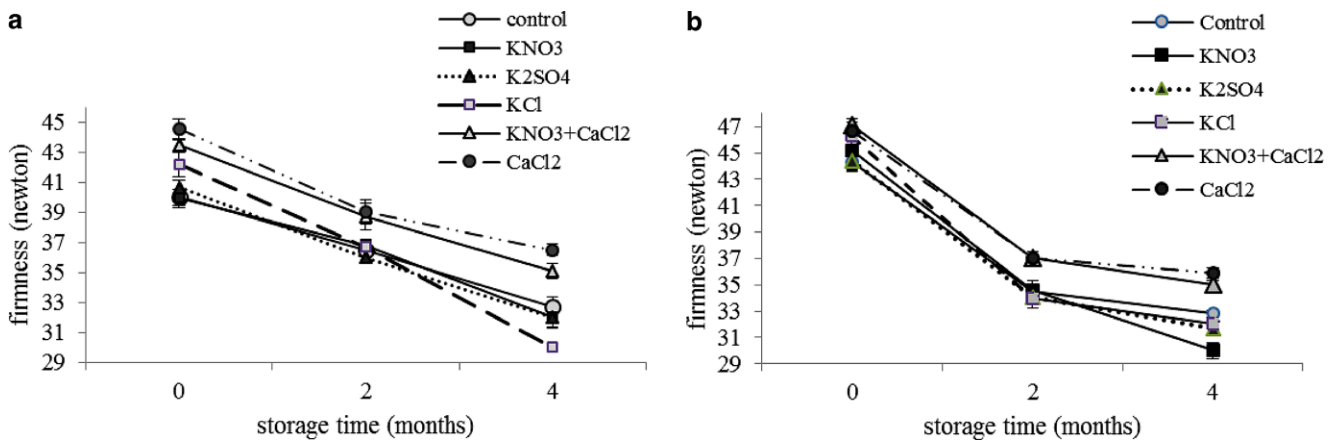 a
control
KNO3
K2SO4
KCl
KNO3+CaCl2
CaCl2
45
43
41
39
37
35
33
31
29
firmness (newton)
0 2 4
storage time (months)
b
Control
KNO3
K2SO4
KCl
KNO3+CaCl2
CaCl2
47
45
43
41
39
37
35
33
31
29
firmness (newton)
0 2 4
storage time (months)